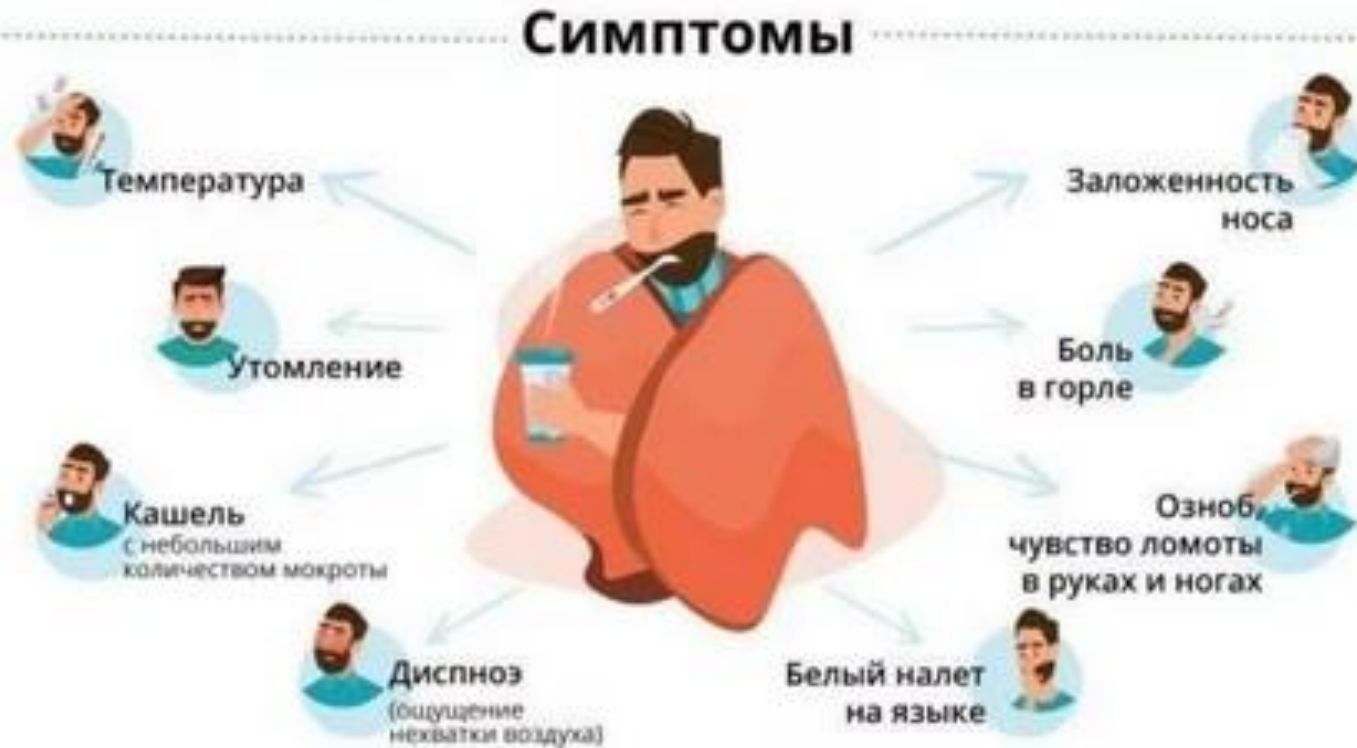 Симптомы
Температура
Утомление
Кашель
с небольшим
количеством мокроты
Диспноэ
(ощущение
нехватки воздуха)
Заложенность
носа
Боль
в горле
Озноб,
чувство ломоты
в руках и ногах
Белый налет
на языке